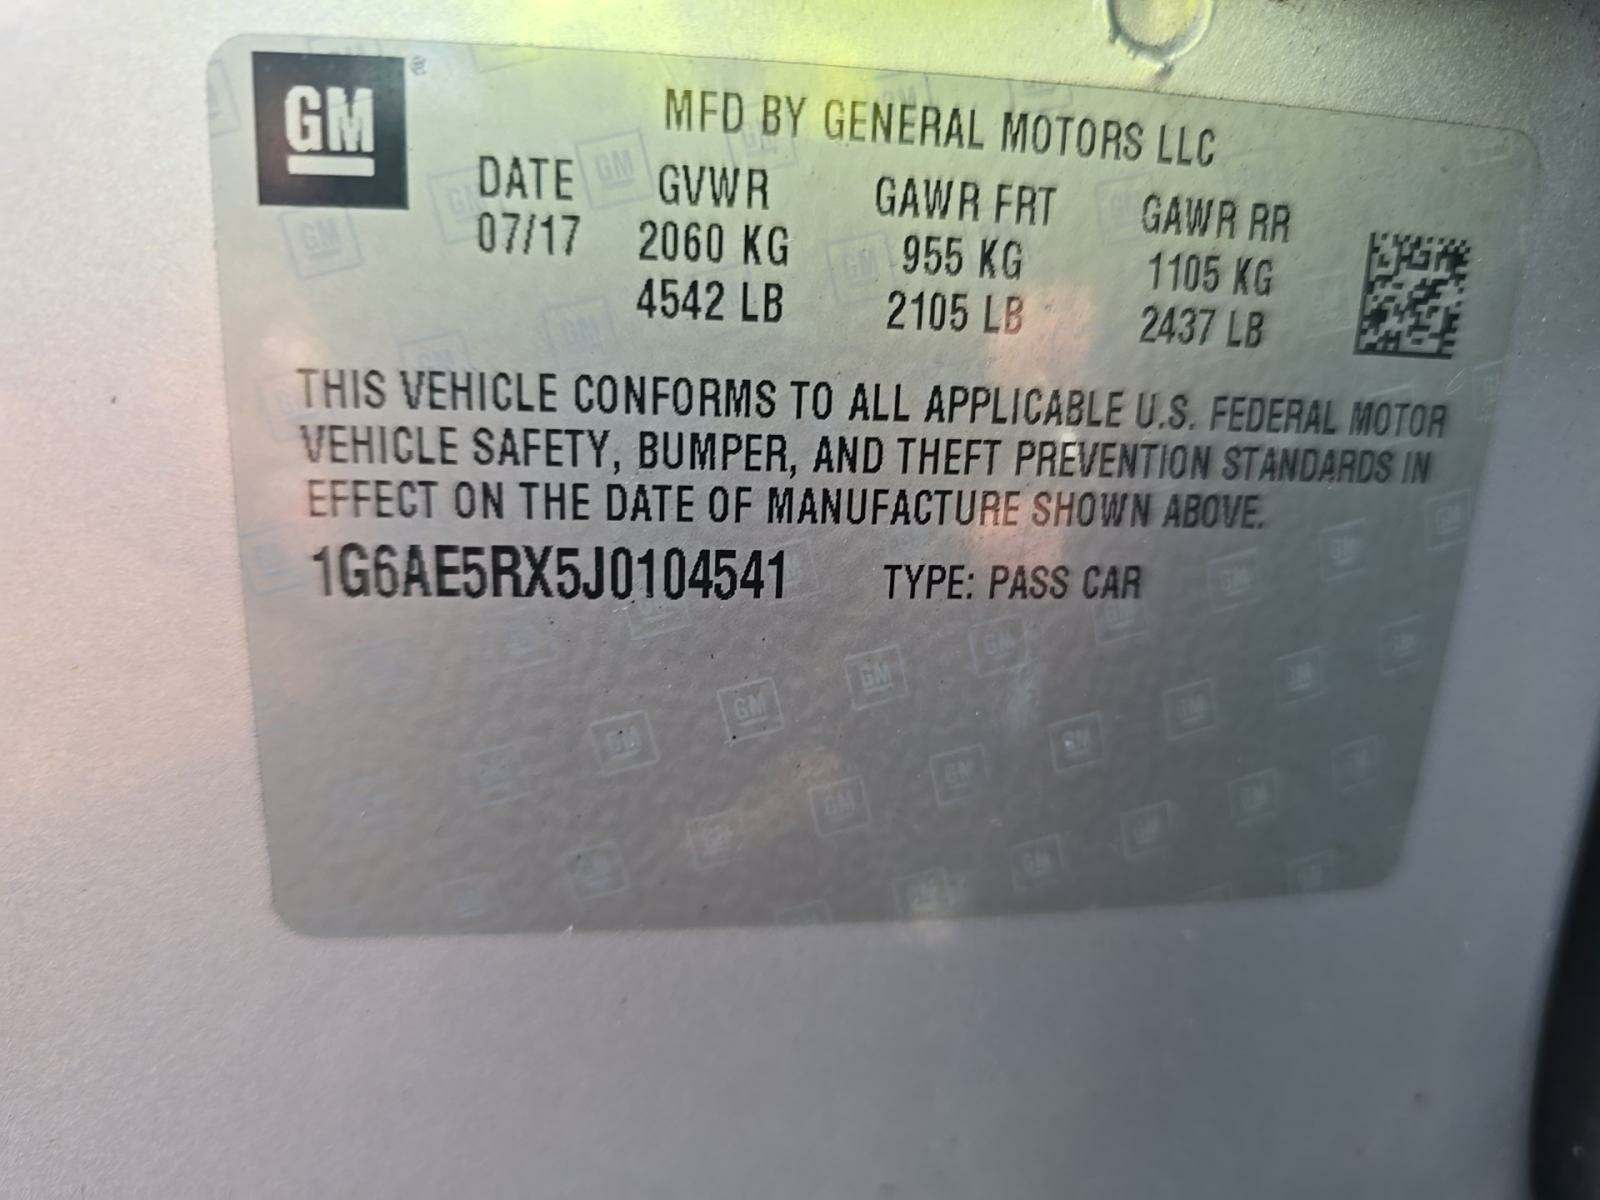 GM ®
MFD BY GENERAL MOTORS LLC
DATE GVWR GAWR FRT GAWR RR
07/17 2060 KG 955 KG 1105 KG
4542 LB 2105 LB 2437 LB
THIS VEHICLE CONFORMS TO ALL APPLICABLE U.S. FEDERAL MOTOR
VEHICLE SAFETY, BUMPER, AND THEFT PREVENTION STANDARDS IN
EFFECT ON THE DATE OF MANUFACTURE SHOWN ABOVE.
1G6AE5RX5J0104541 TYPE: PASS CAR